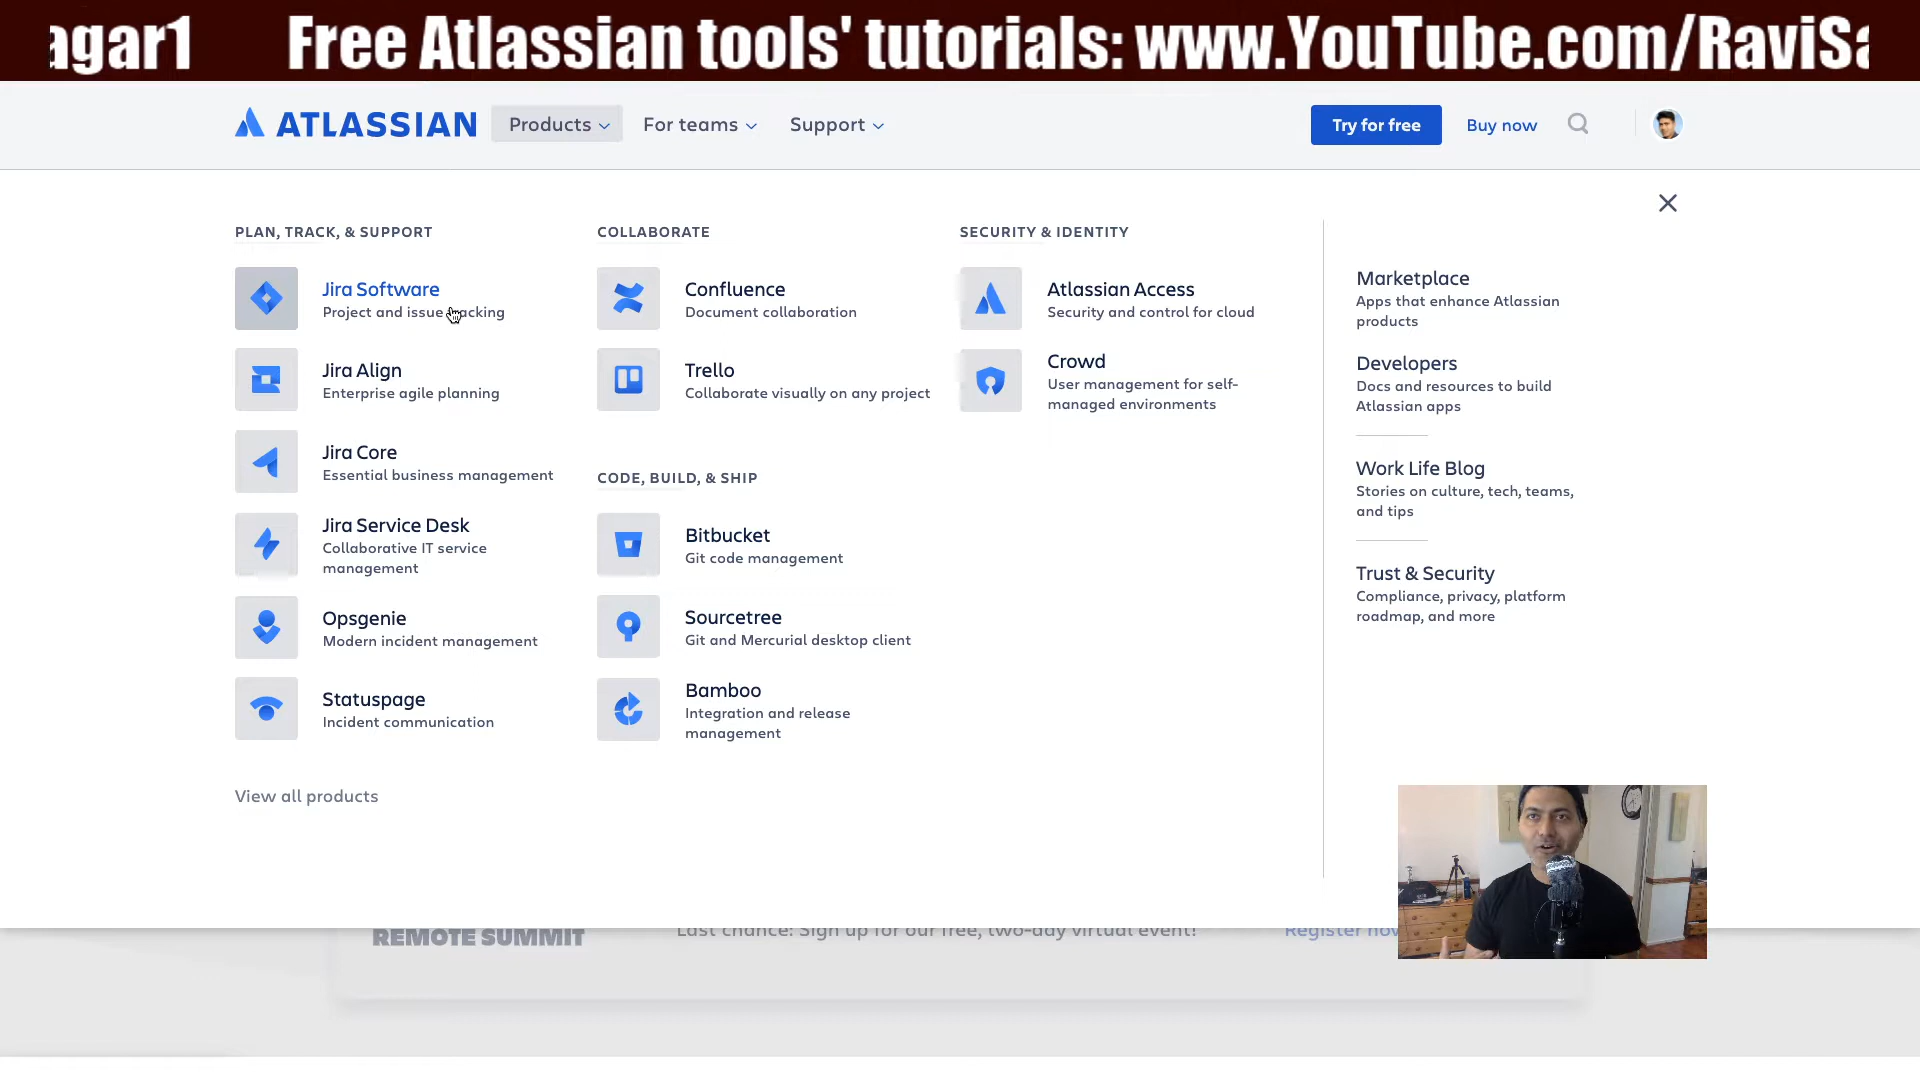 agar1 Free Atlassian tools' tutorials: www.YouTube.com/RaviSa
ATLASSIAN Products For teams Support Try for free Buy now
PLAN, TRACK, & SUPPORT
Jira Software
Project and issue tracking
Jira Align
Enterprise agile planning
Jira Core
Essential business management
Jira Service Desk
Collaborative IT service
management
Opsgenie
Modern incident management
Statuspage
Incident communication
View all products
COLLABORATE
Confluence
Document collaboration
Trello
Collaborate visually on any project
CODE, BUILD, & SHIP
Bitbucket
Git code management
Sourcetree
Git and Mercurial desktop client
Bamboo
Integration and release
management
SECURITY & IDENTITY
Atlassian Access
Security and control for cloud
Crowd
User management for self-
managed environments
Marketplace
Apps that enhance Atlassian
products
Developers
Docs and resources to build
Atlassian apps
Work Life Blog
Stories on culture, tech, teams,
and tips
Trust & Security
Compliance, privacy, platform
roadmap, and more
REMOTE SUMMIT Last chance: Sign up for our free, two-day virtual event! Register now